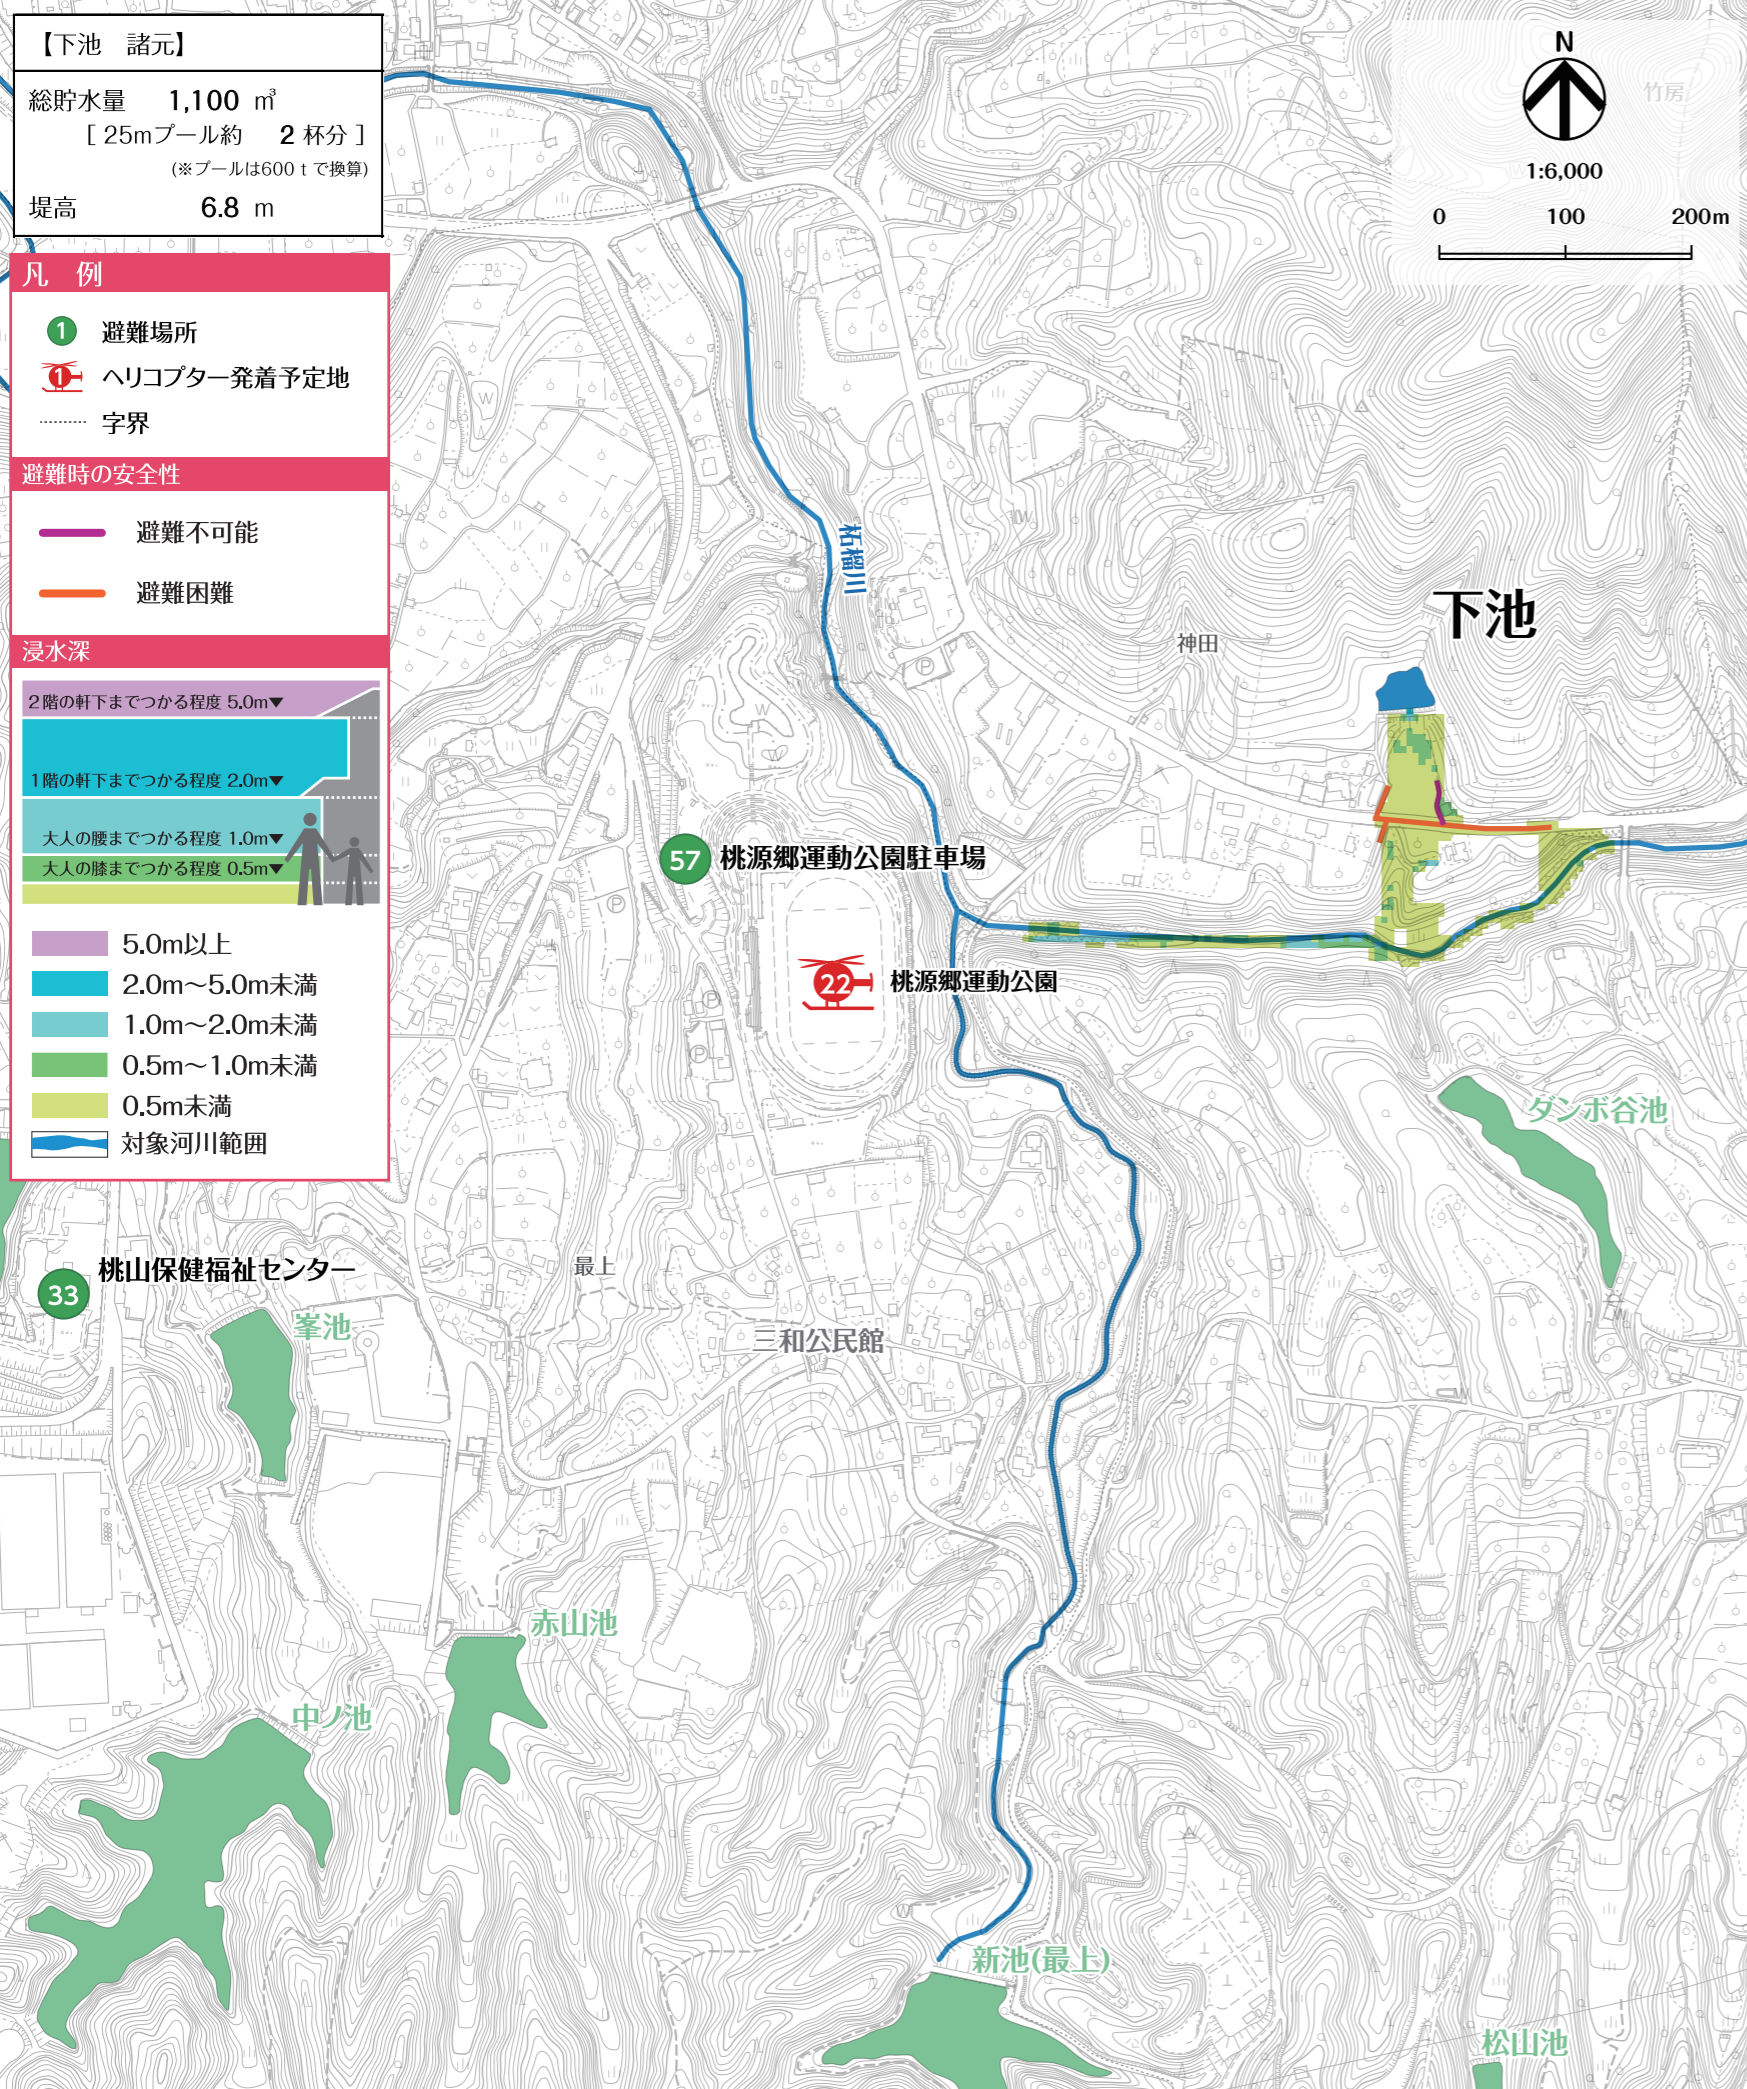 【下池　諸元】
総貯水量　1,100 ㎥
[ 25mプール約　2 杯分 ]
(※プールは600 t で換算)
堤高　6.8 m
凡　例
1 避難場所
1 ヘリコプター発着予定地
字界
避難時の安全性
避難不可能
避難困難
浸水深
2階の軒下までつかる程度 5.0m▼
1階の軒下までつかる程度 2.0m▼
大人の腰までつかる程度 1.0m▼
大人の膝までつかる程度 0.5m▼
5.0m以上
2.0m～5.0m未満
1.0m～2.0m未満
0.5m～1.0m未満
0.5m未満
対象河川範囲
N
竹房
1:6,000
0 100 200m
柘榴川
下池
神田
57 桃源郷運動公園駐車場
22 桃源郷運動公園
ダンボ谷池
33 桃山保健福祉センター
最上
峯池
三和公民館
赤山池
中ノ池
新池(最上)
松山池